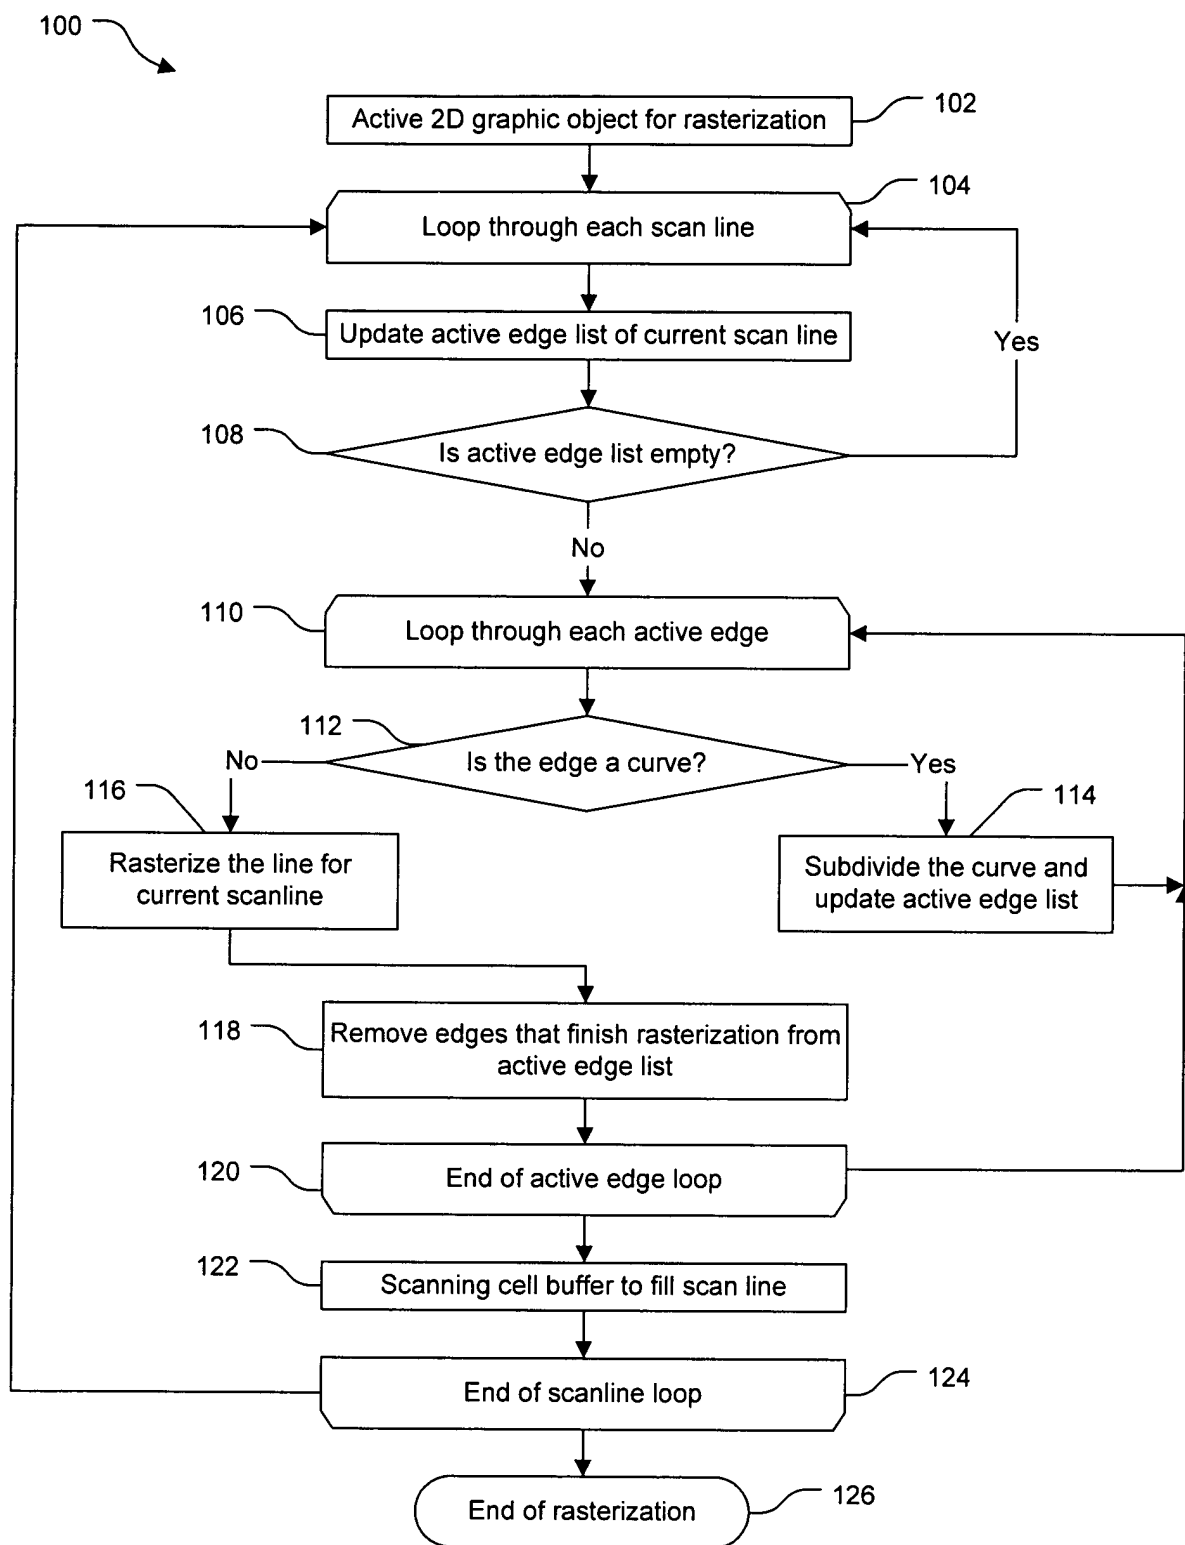 100
Active 2D graphic object for rasterization
102
104
Loop through each scan line
106
Update active edge list of current scan line
Yes
108
Is active edge list empty?
No
110
Loop through each active edge
112
Is the edge a curve?
No
Yes
116
114
Rasterize the line for
current scanline
Subdivide the curve and
update active edge list
118
Remove edges that finish rasterization from
active edge list
120
End of active edge loop
122
Scanning cell buffer to fill scan line
End of scanline loop
124
End of rasterization
126